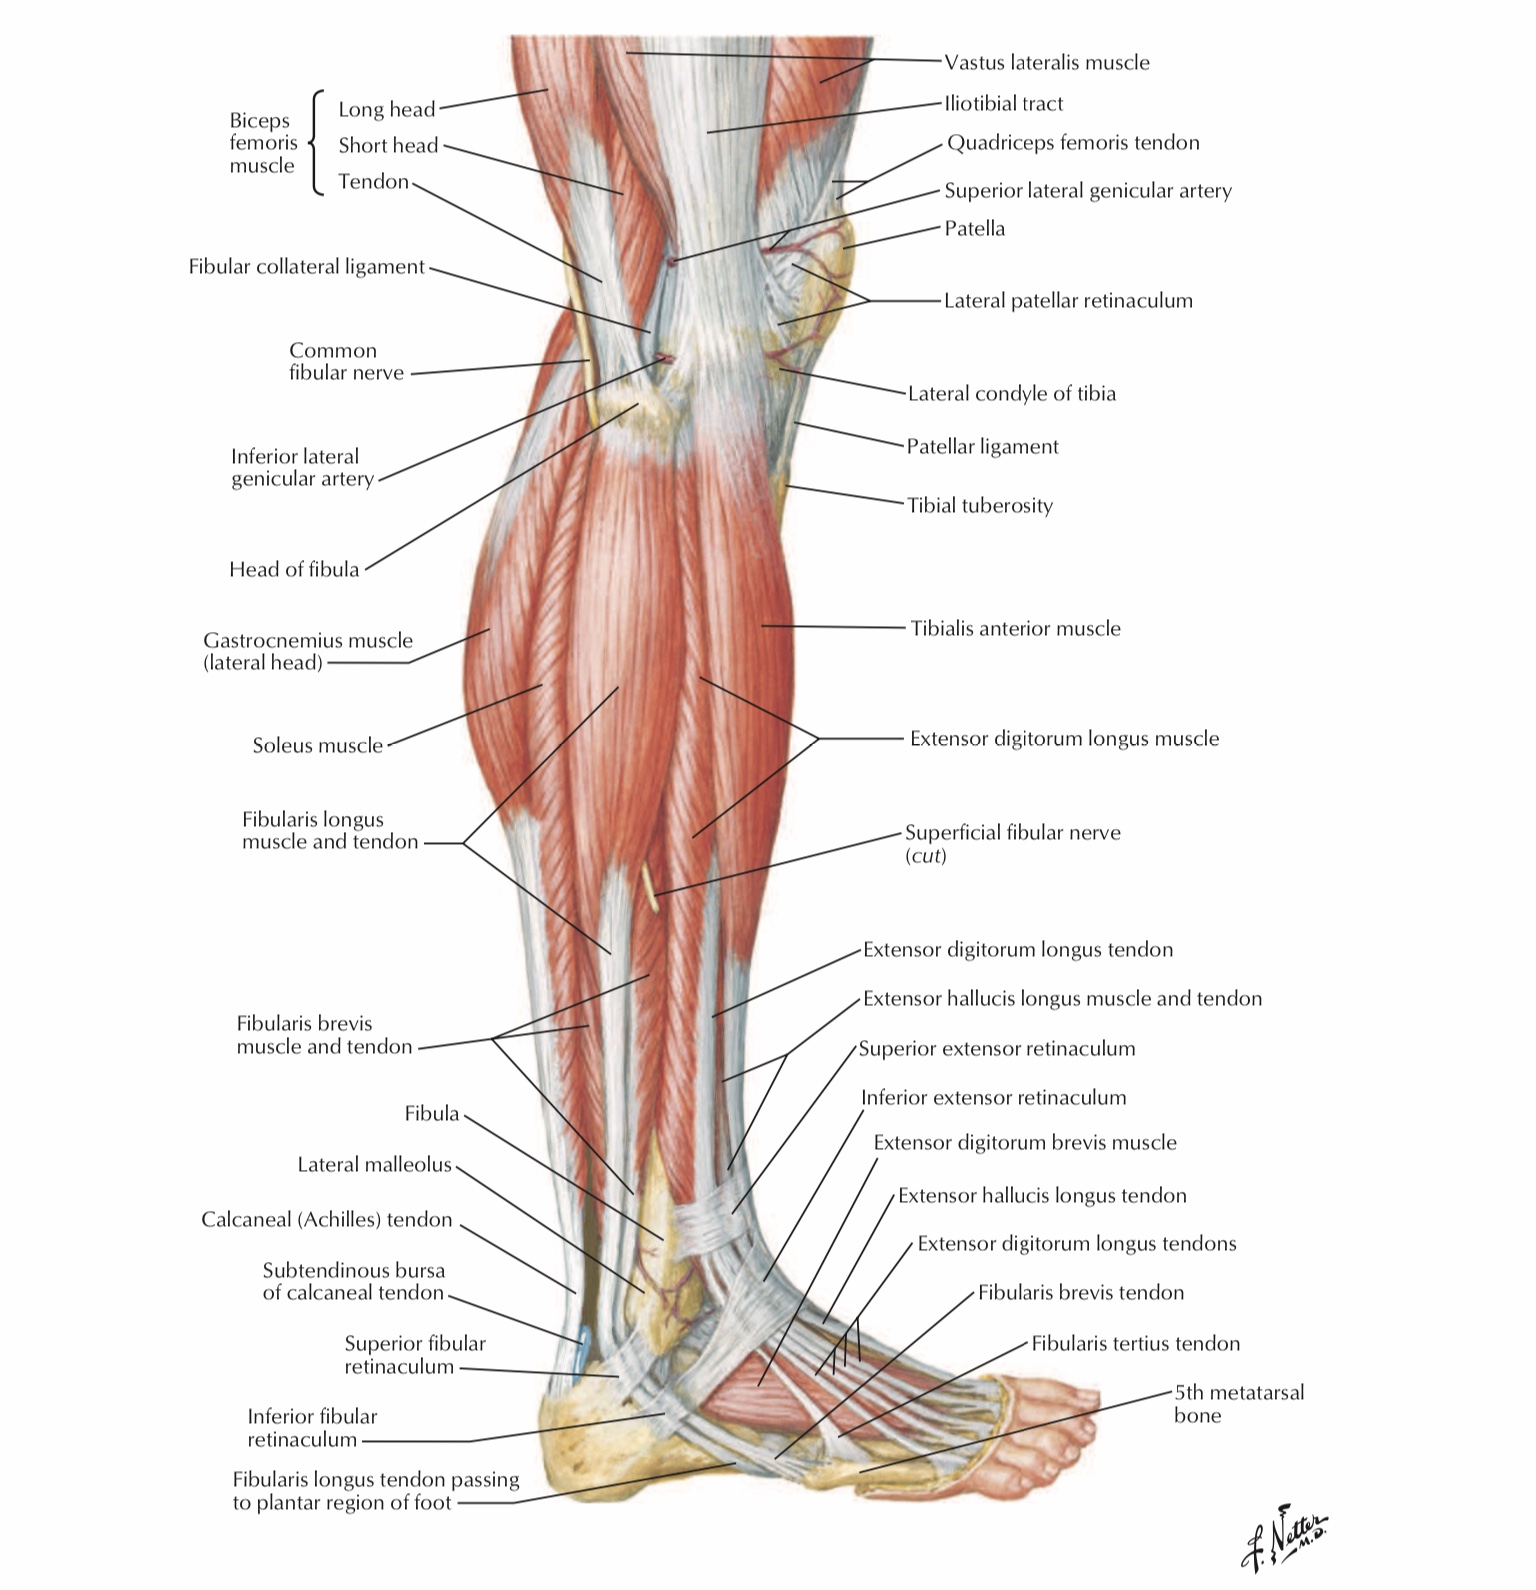 Biceps
femoris
muscle
Long head
Short head
Tendon
Fibular collateral ligament
Common
fibular nerve
Inferior lateral
genicular artery
Head of fibula
Gastrocnemius muscle
(lateral head)
Soleus muscle
Fibularis longus
muscle and tendon
Fibularis brevis
muscle and tendon
Fibula
Lateral malleolus
Calcaneal (Achilles) tendon
Subtendinous bursa
of calcaneal tendon
Superior fibular
retinaculum
Inferior fibular
retinaculum
Fibularis longus tendon passing
to plantar region of foot
Vastus lateralis muscle
Iliotibial tract
Quadriceps femoris tendon
Superior lateral genicular artery
Patella
Lateral patellar retinaculum
Lateral condyle of tibia
Patellar ligament
Tibial tuberosity
Tibialis anterior muscle
Extensor digitorum longus muscle
Superficial fibular nerve
(cut)
Extensor digitorum longus tendon
Extensor hallucis longus muscle and tendon
Superior extensor retinaculum
Inferior extensor retinaculum
Extensor digitorum brevis muscle
Extensor hallucis longus tendon
Extensor digitorum longus tendons
Fibularis brevis tendon
Fibularis tertius tendon
5th metatarsal
bone
F. Netter
M.D.